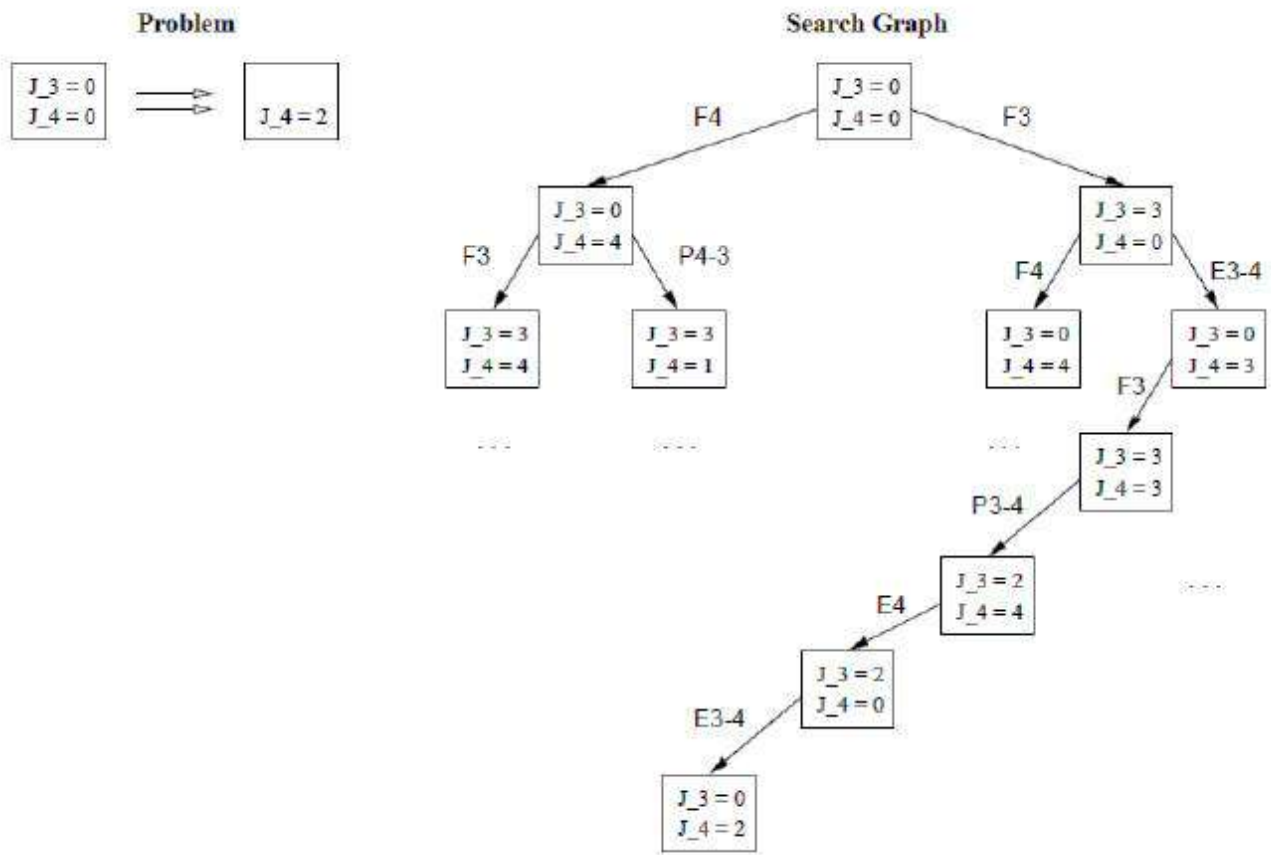 Problem
Search Graph
J_3 = 0
J_4 = 0
J_4 = 2
J_3 = 0
J_4 = 0
F4
F3
J_3 = 0
J_4 = 4
J_3 = 3
J_4 = 0
F3
P4-3
F4
E3-4
J_3 = 3
J_4 = 4
J_3 = 3
J_4 = 1
J_3 = 0
J_4 = 4
J_3 = 0
J_4 = 3
F3
. . .
. . .
. . .
J_3 = 3
J_4 = 3
P3-4
J_3 = 2
J_4 = 4
. . .
E4
J_3 = 2
J_4 = 0
E3-4
J_3 = 0
J_4 = 2